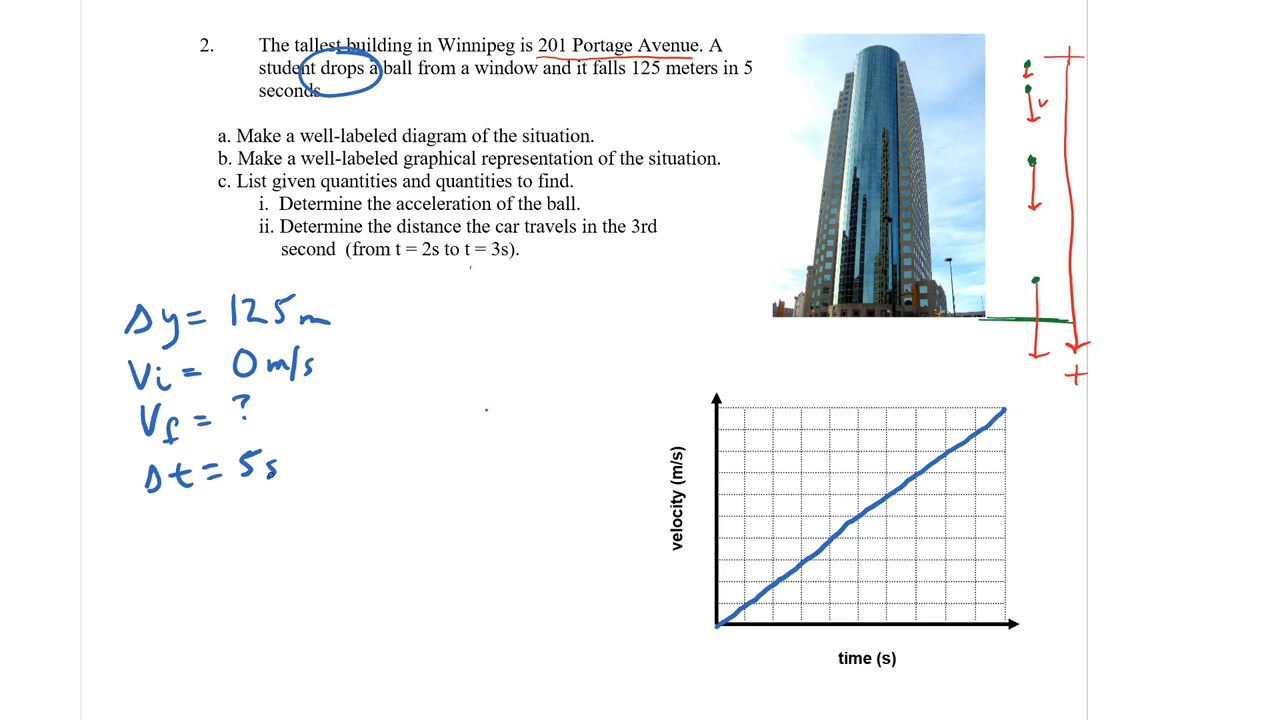 2. The tallest building in Winnipeg is 201 Portage Avenue. A
student drops a ball from a window and it falls 125 meters in 5
seconds.
a. Make a well-labeled diagram of the situation.
b. Make a well-labeled graphical representation of the situation.
c. List given quantities and quantities to find.
i. Determine the acceleration of the ball.
ii. Determine the distance the car travels in the 3rd
second (from t = 2s to t = 3s).
Δy = 125m
Vi = 0 m/s
Vf = ?
Δt = 5s
v
+
velocity (m/s)
time (s)